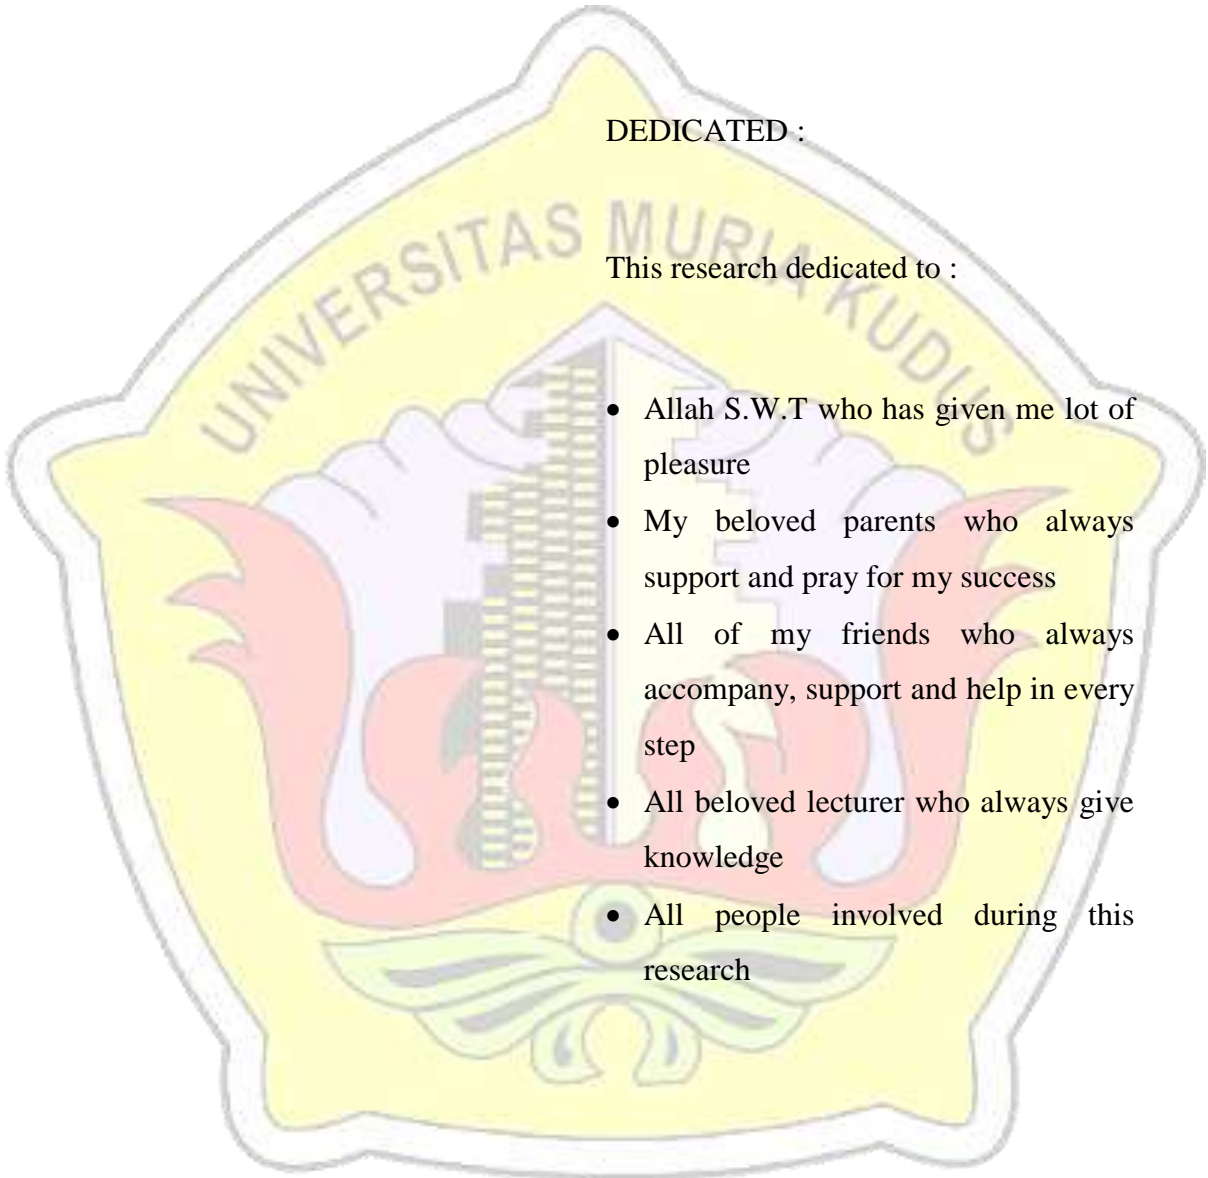 DEDICATED :
UNIVERSITAS MURIA KUDUS
This research dedicated to :
• Allah S.W.T who has given me lot of
pleasure
• My beloved parents who always
support and pray for my success
• All of my friends who always
accompany, support and help in every
step
• All beloved lecturer who always give
knowledge
• All people involved during this
research